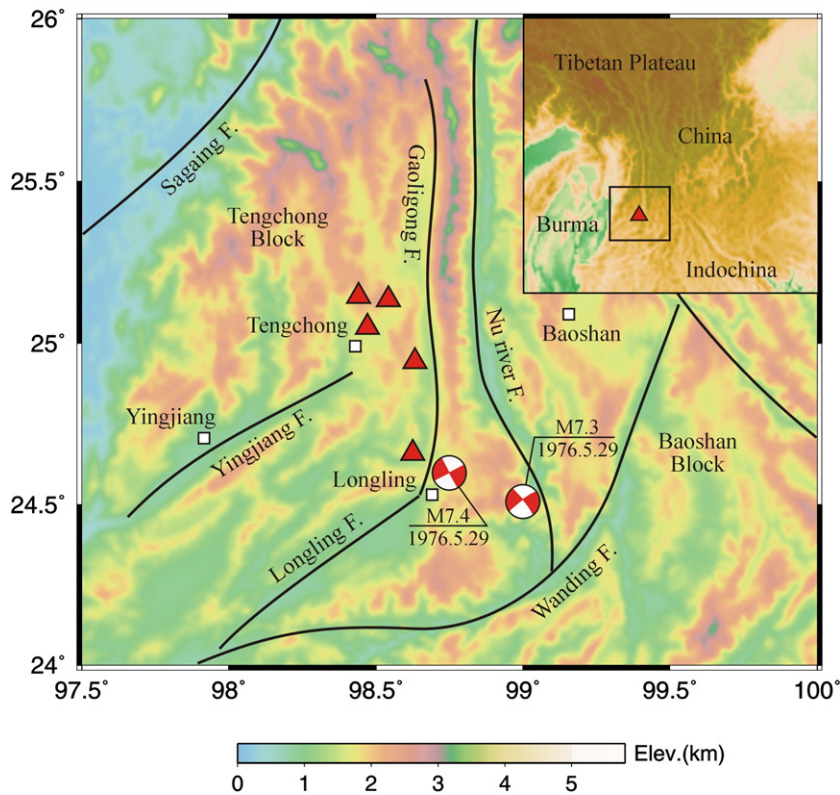 26˚
25.5˚
25˚
24.5˚
24˚
97.5˚
98˚
98.5˚
99˚
99.5˚
100˚
Tibetan Plateau
China
Burma
Indochina
Sagaing F.
Gaoligong F.
Tengchong
Block
Tengchong
Nu river F.
Baoshan
Yingjiang
Yingjiang F.
Longling
M7.3
1976.5.29
Baoshan
Block
M7.4
1976.5.29
Longling F.
Wanding F.
0
1
2
3
4
5
Elev.(km)